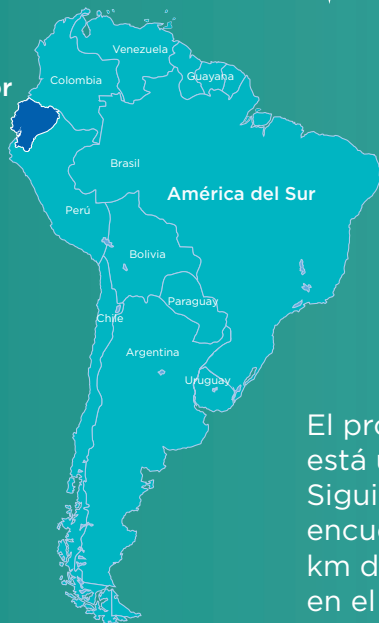 Venezuela
Guayana
Colombia
or
Brasil
América del Sur
Perú
Bolivia
Paraguay
Chile
Argentina
Uruguay
El pro
está u
Sigui
encue
km d
en el